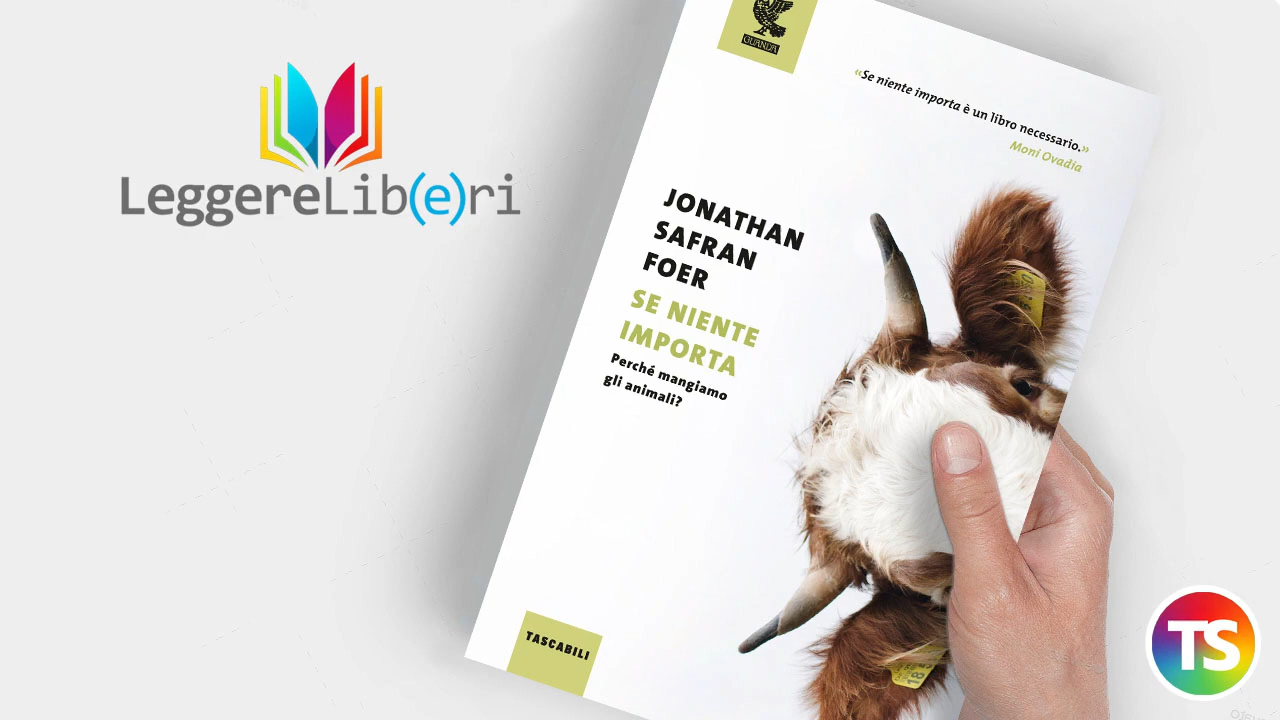 LeggereLib(e)ri
GUANDA
«Se niente importa è un libro necessario.»
Moni Ovadia
JONATHAN
SAFRAN
FOER
SE NIENTE
IMPORTA
Perché mangiamo
gli animali?
TASCABILI
TS